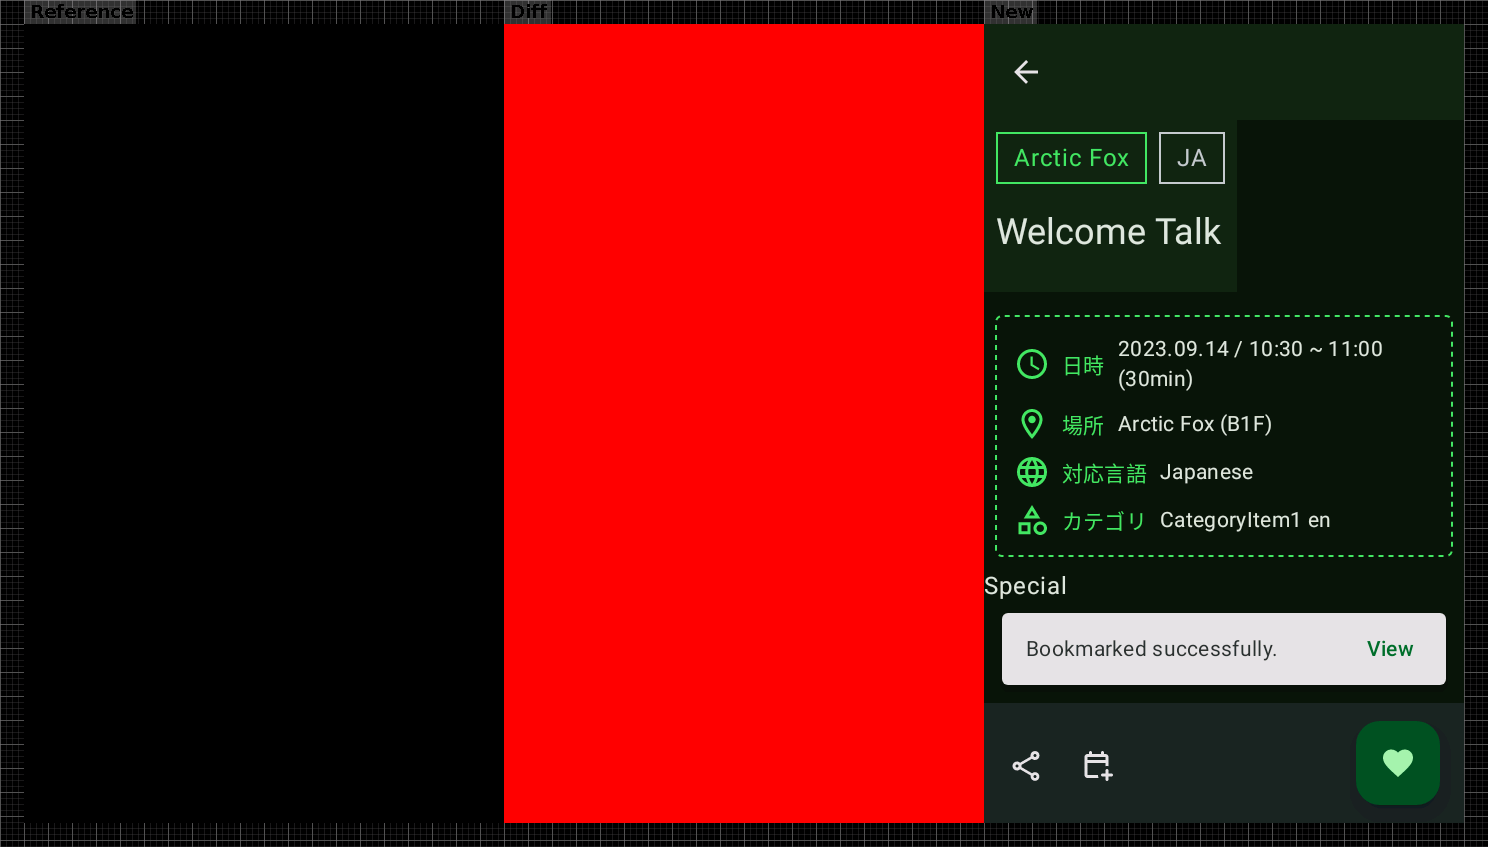 Reference
Diff
New
Arctic Fox
JA
Welcome Talk
日時 2023.09.14 / 10:30 ~ 11:00
(30min)
場所 Arctic Fox (B1F)
対応言語 Japanese
カテゴリ CategoryItem1 en
Special
Bookmarked successfully. View